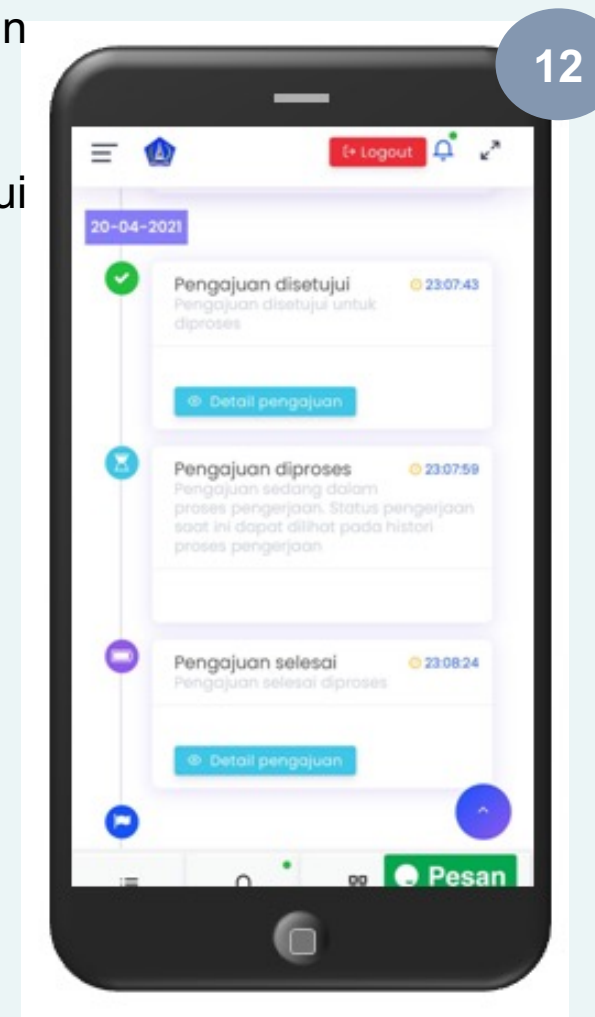 an
12
ui
Logout
20-04-2021
Pengajuan disetujui 23:07:43
Pengajuan disetujui untuk
diproses
Detail pengajuan
Pengajuan diproses 23:07:59
Pengajuan sedang dalam
proses pengerjaan. Status pengerjaan
saat ini dapat dilihat pada histori
proses pengerjaan
Pengajuan selesai 23:08:24
Pengajuan selesai diproses
Detail pengajuan
Pesan